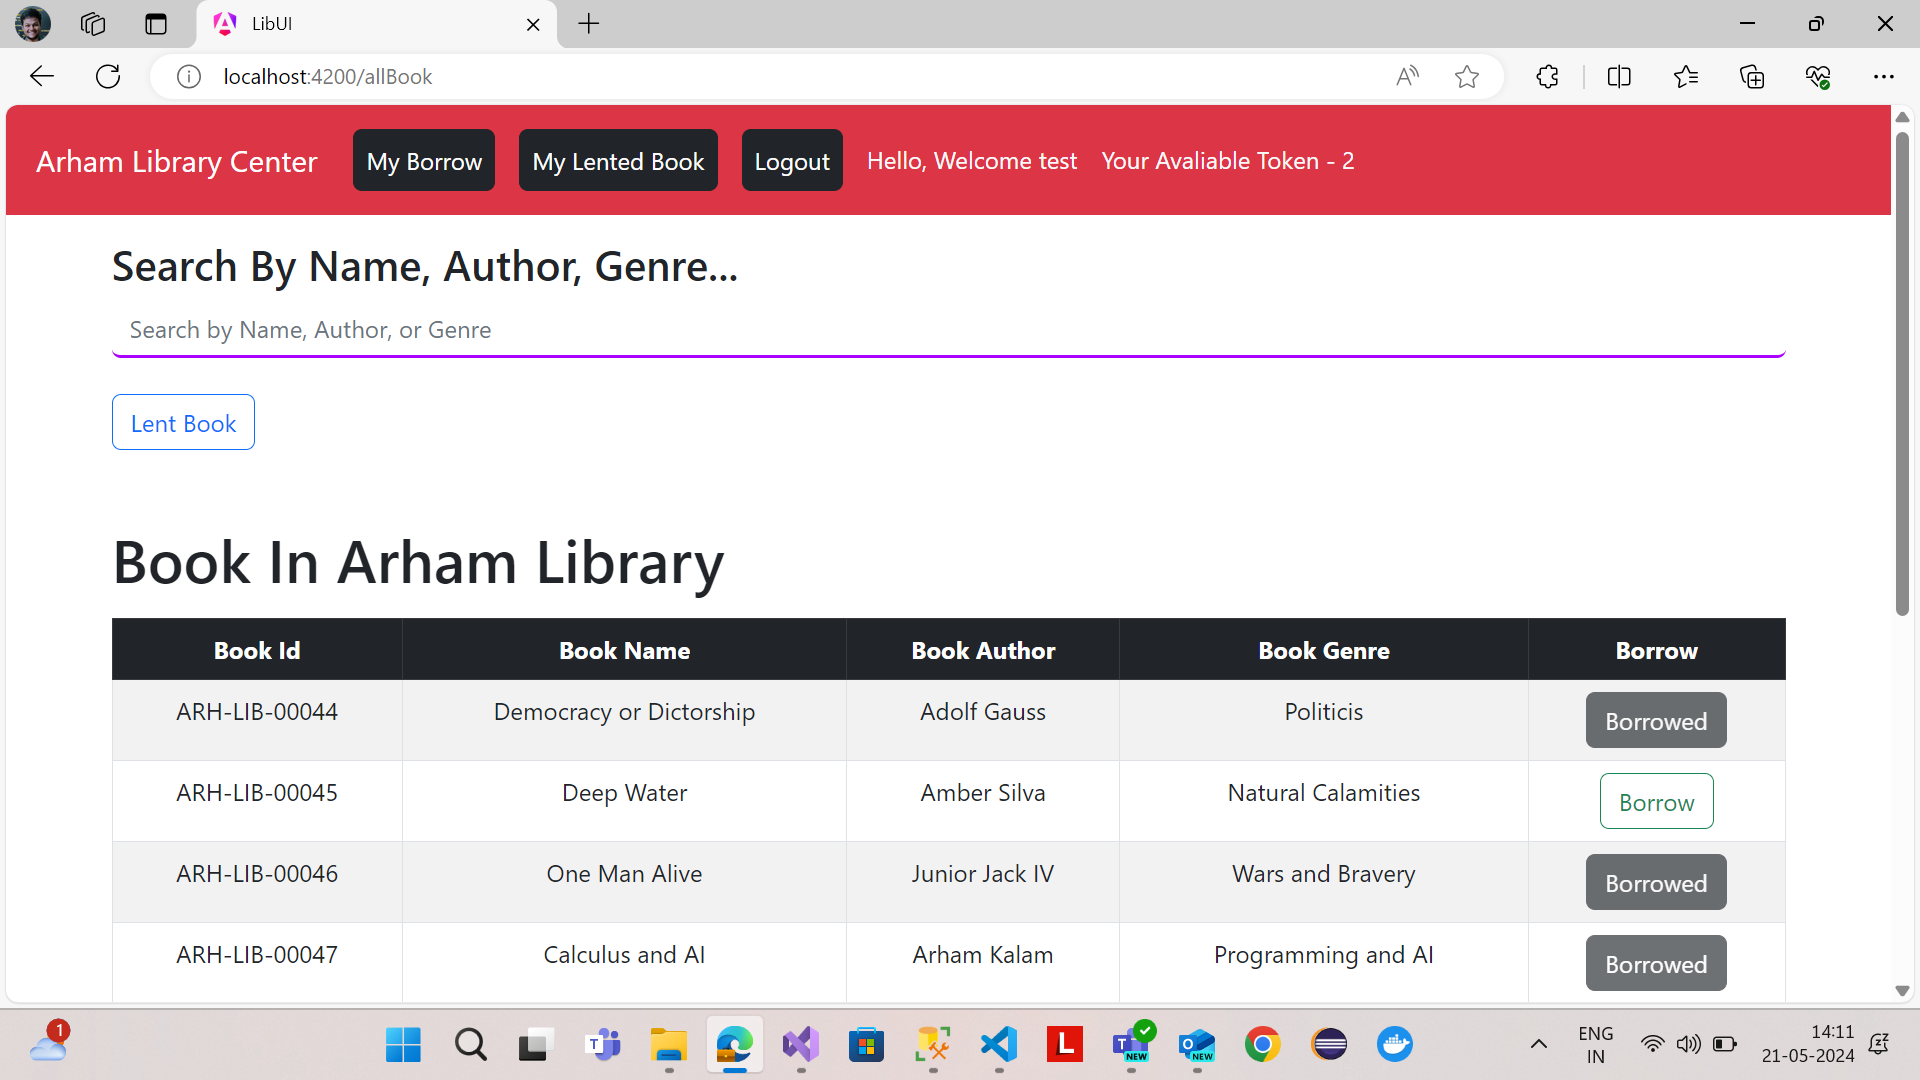 LibUI
localhost:4200/allBook
Arham Library Center My Borrow My Lented Book Logout Hello, Welcome test Your Avaliable Token - 2
Search By Name, Author, Genre...
Search by Name, Author, or Genre
Lent Book
Book In Arham Library
Book Id Book Name Book Author Book Genre Borrow
ARH-LIB-00044 Democracy or Dictorship Adolf Gauss Politicis Borrowed
ARH-LIB-00045 Deep Water Amber Silva Natural Calamities Borrow
ARH-LIB-00046 One Man Alive Junior Jack IV Wars and Bravery Borrowed
ARH-LIB-00047 Calculus and AI Arham Kalam Programming and AI Borrowed
1
T
L
T NEW
O NEW
ENG
IN
14:11
21-05-2024